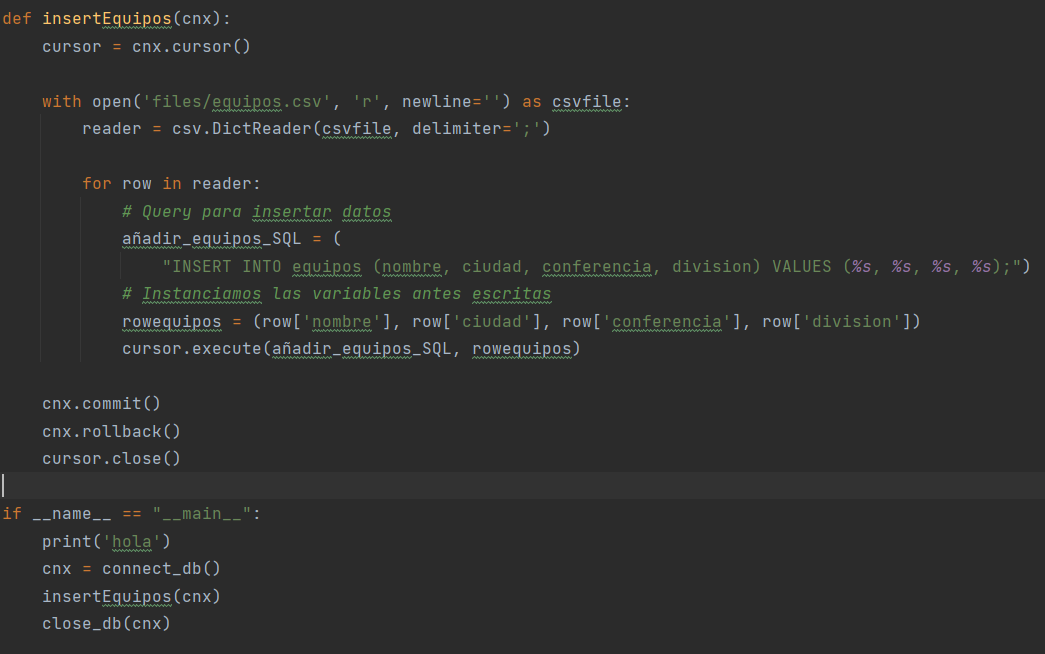 def insertEquipos(cnx):
    cursor = cnx.cursor()
    with open('files/equipos.csv', 'r', newline='') as csvfile:
        reader = csv.DictReader(csvfile, delimiter=';')
        for row in reader:
            # Query para insertar datos
            añadir_equipos_SQL = (
                "INSERT INTO equipos (nombre, ciudad, conferencia, division) VALUES (%s, %s, %s, %s);")
            # Instanciamos las variables antes escritas
            rowequipos = (row['nombre'], row['ciudad'], row['conferencia'], row['division'])
            cursor.execute(añadir_equipos_SQL, rowequipos)
    cnx.commit()
    cnx.rollback()
    cursor.close()
if __name__ == "__main__":
    print('hola')
    cnx = connect_db()
    insertEquipos(cnx)
    close_db(cnx)